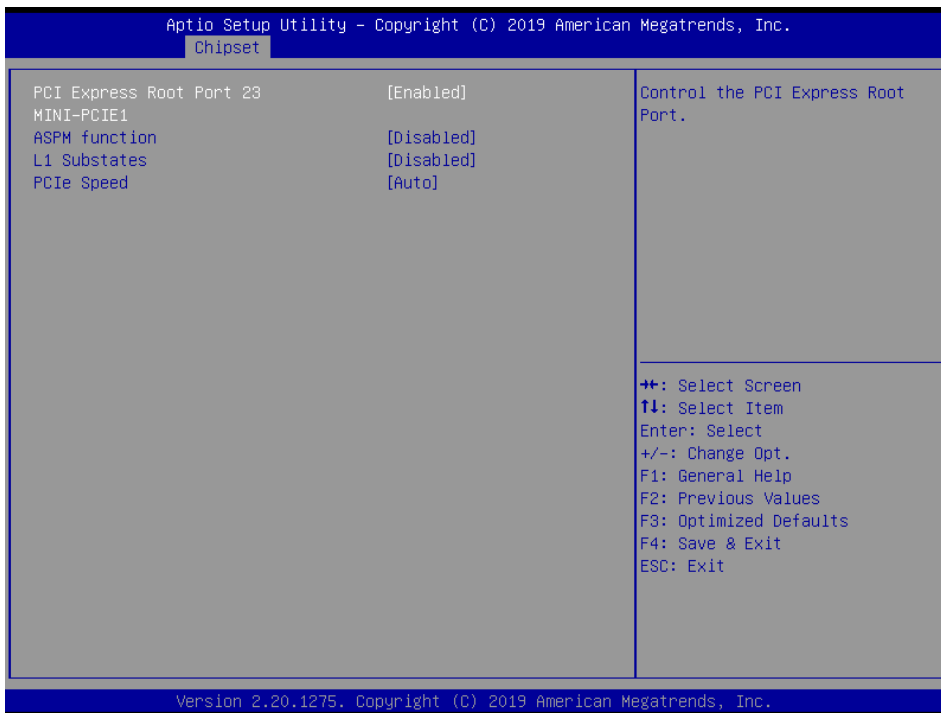 Aptio Setup Utility – Copyright (C) 2019 American Megatrends, Inc.
Chipset
PCI Express Root Port 23 [Enabled]
MINI-PCIE1
ASPM function [Disabled]
L1 Substates [Disabled]
PCIe Speed [Auto]
Control the PCI Express Root
Port.
→←: Select Screen
↑↓: Select Item
Enter: Select
+/-: Change Opt.
F1: General Help
F2: Previous Values
F3: Optimized Defaults
F4: Save & Exit
ESC: Exit
Version 2.20.1275. Copyright (C) 2019 American Megatrends, Inc.